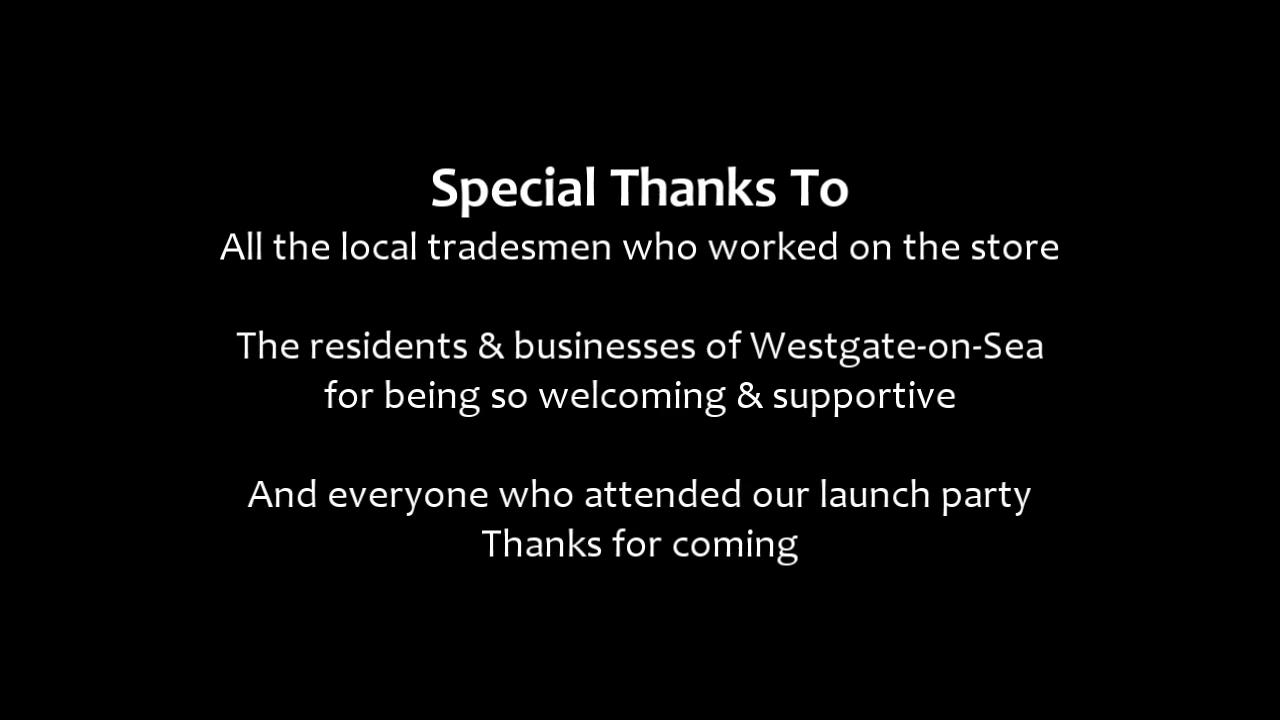 Special Thanks To
All the local tradesmen who worked on the store
The residents & businesses of Westgate-on-Sea
for being so welcoming & supportive
And everyone who attended our launch party
Thanks for coming